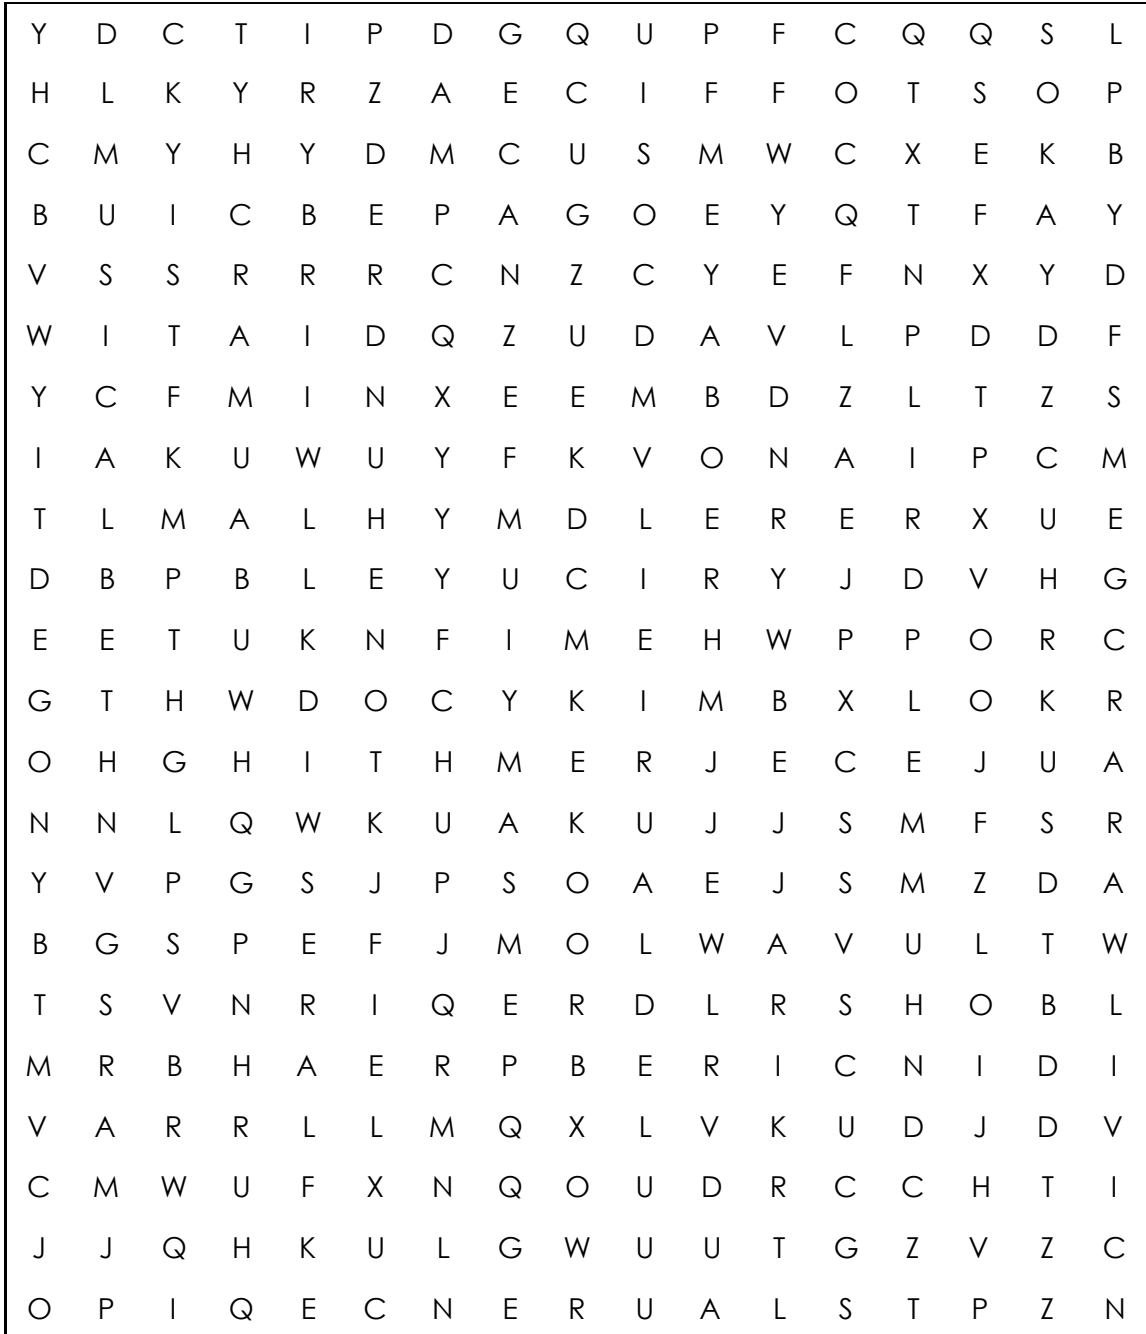 Y D C T I P D G Q U P F C Q Q S L
H L K Y R Z A E C I F F O T S O P
C M Y H Y D M C U S M W C X E K B
B U I C B E P A G O E Y Q T F A Y
V S S R R R C N Z C Y E F N X Y D
W I T A I D Q Z U D A V L P D D F
Y C F M I N X E E M B D Z L T Z S
I A K U W U Y F K V O N A I P C M
T L M A L H Y M D L E R E R X U E
D B P B L E Y U C I R Y J D V H G
E E T U K N F I M E H W P P O R C
G T H W D O C Y K I M B X L O K R
O H G H I T H M E R J E C E J U A
N N L Q W K U A K U J J S M F S R
Y V P G S J P S O A E J S M Z D A
B G S P E F J M O L W A V U L T W
T S V N R I Q E R D L R S H O B L
M R B H A E R P B E R I C N I D I
V A R R L L M Q X L V K U D J D V
C M W U F X N Q O U D R C C H T I
J J Q H K U L G W U U T G Z V Z C
O P I Q E C N E R U A L S T P Z N